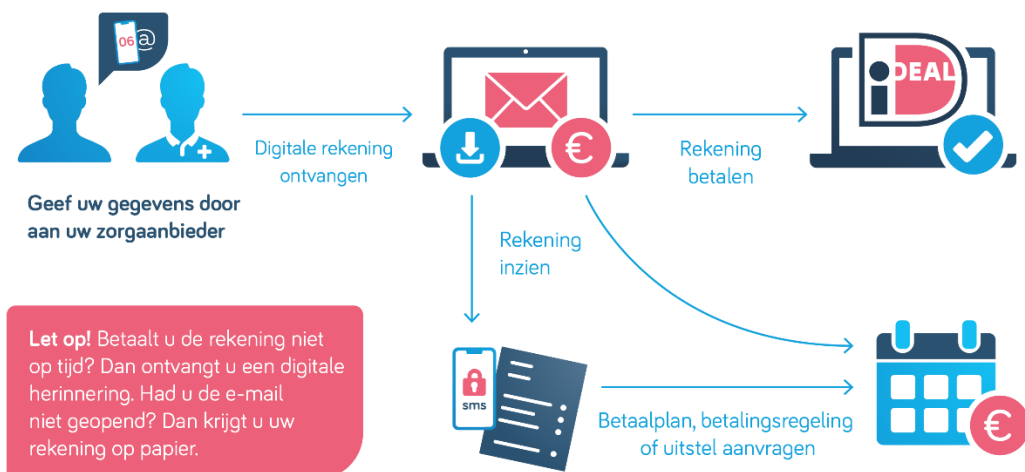 06@
iDEAL
Digitale rekening
ontvangen
Rekening
betalen
Geef uw gegevens door
aan uw zorgaanbieder
€
Rekening
inzien
Let op! Betaalt u de rekening niet
op tijd? Dan ontvangt u een digitale
herinnering. Had u de e-mail
niet geopend? Dan krijgt u uw
rekening op papier.
sms
Betaalplan, betalingsregeling
of uitstel aanvragen
€